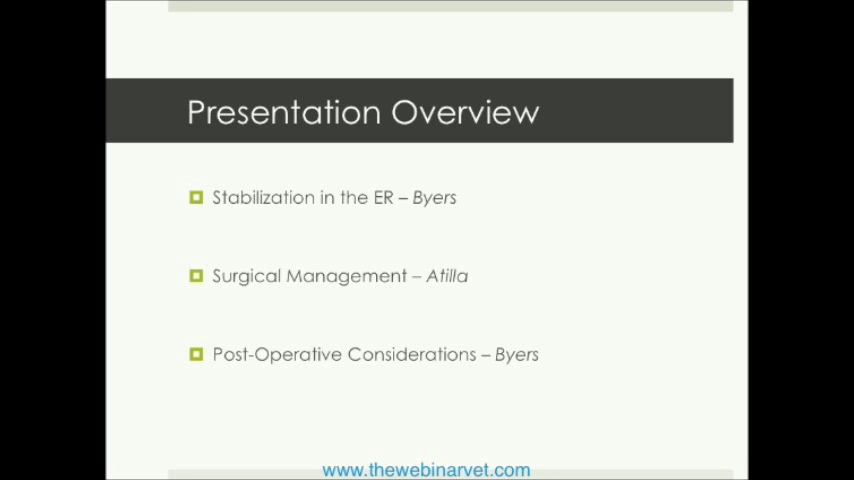 Presentation Overview
Stabilization in the ER – Byers
Surgical Management – Atilla
Post-Operative Considerations – Byers
www.thewebinarvet.com